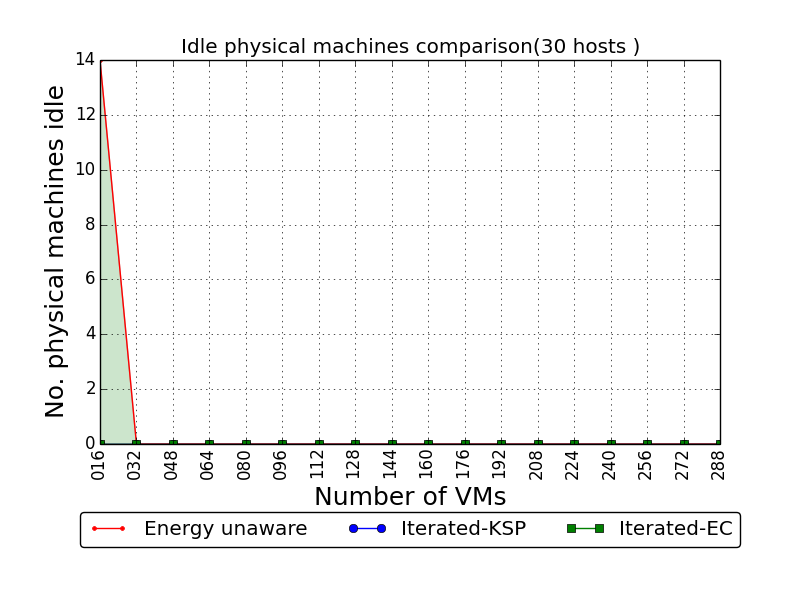 Idle physical machines comparison(30 hosts )
No. physical machines idle
14
12
10
8
6
4
2
0
016 032 048 064 080 096 112 128 144 160 176 192 208 224 240 256 272 288
Number of VMs
Energy unaware Iterated-KSP Iterated-EC